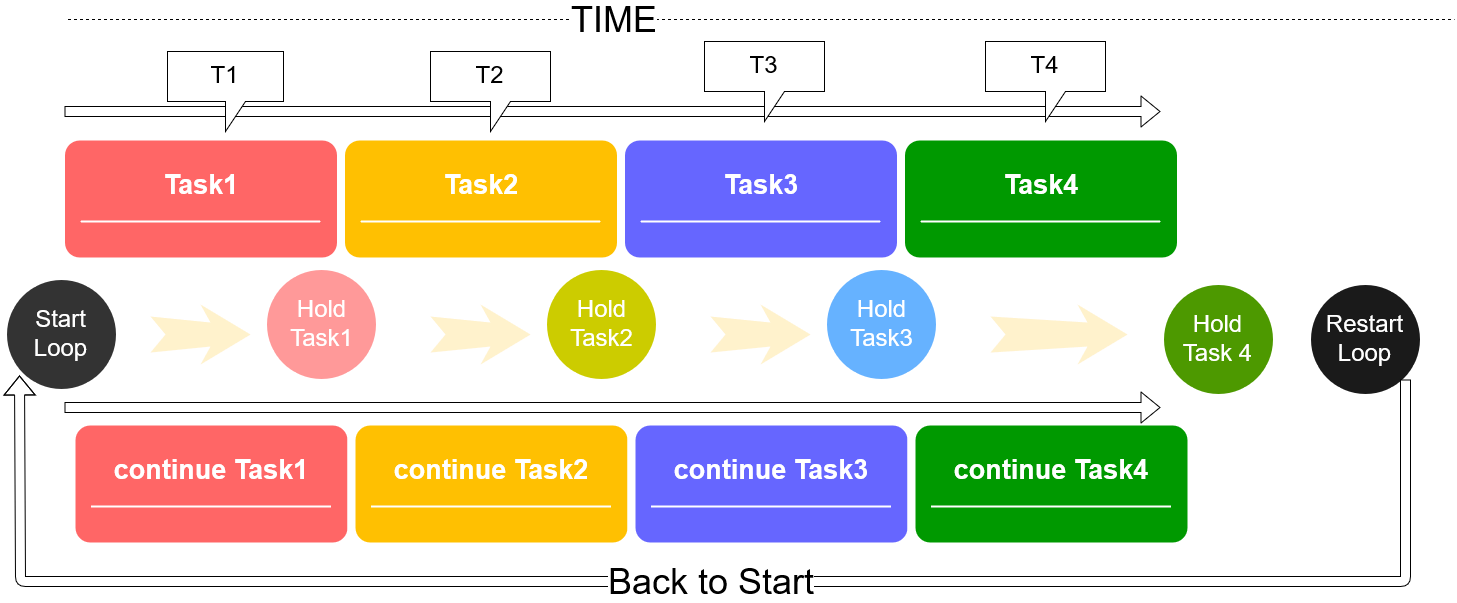 TIME
T1
T2
T3
T4
Task1
Task2
Task3
Task4
Start
Loop
Hold
Task1
Hold
Task2
Hold
Task3
Hold
Task 4
Restart
Loop
continue Task1
continue Task2
continue Task3
continue Task4
Back to Start